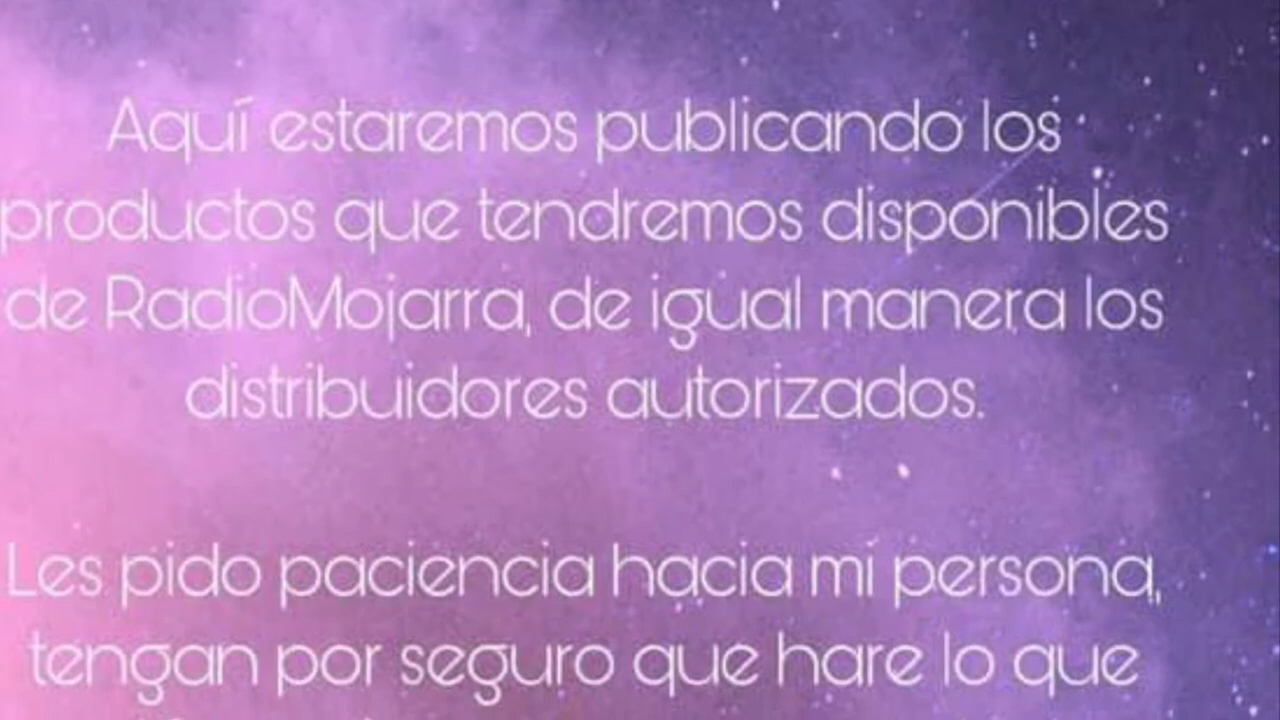 Aquí estaremos publicando los
productos que tendremos disponibles
de RadioMojarra, de igual manera los
distribuidores autorizados.
Les pido paciencia hacia mi persona,
tengan por seguro que hare lo que